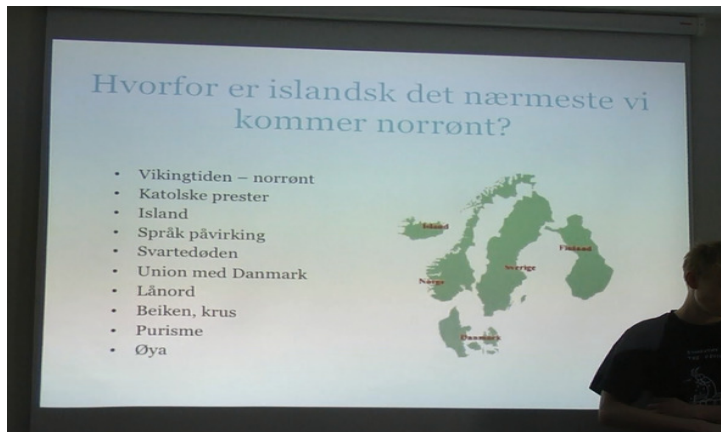 Hvorfor er islandsk det nærmeste vi
kommer norrønt?
• Vikingtiden – norrønt
• Katolske prester
• Island
• Språk påvirking
• Svartedøden
• Union med Danmark
• Lånord
• Beiken, krus
• Purisme
• Øya
Island
Finland
Sverige
Norge
Danmark